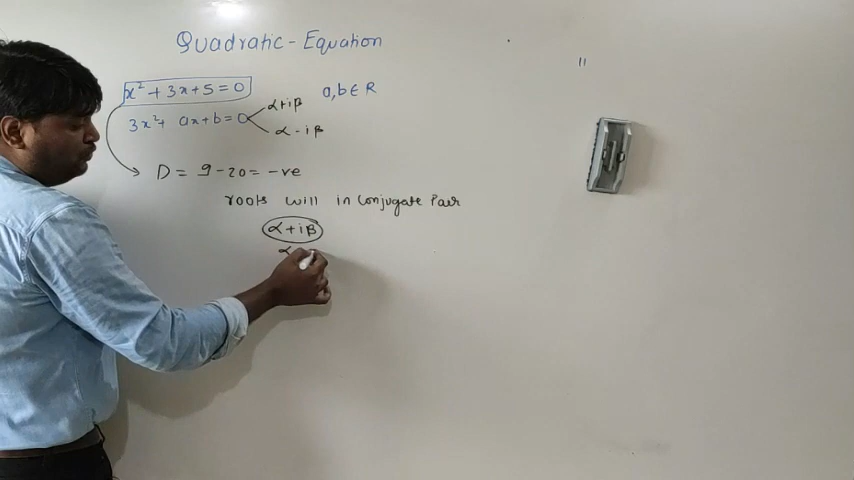 Quadratic - Equation
x² + 3x + 5 = 0
a, b ∈ R
3x² + ax + b = 0
α + iβ
α - iβ
D = 9 - 20 = -ve
roots will in Conjugate Pair
α + iβ
α